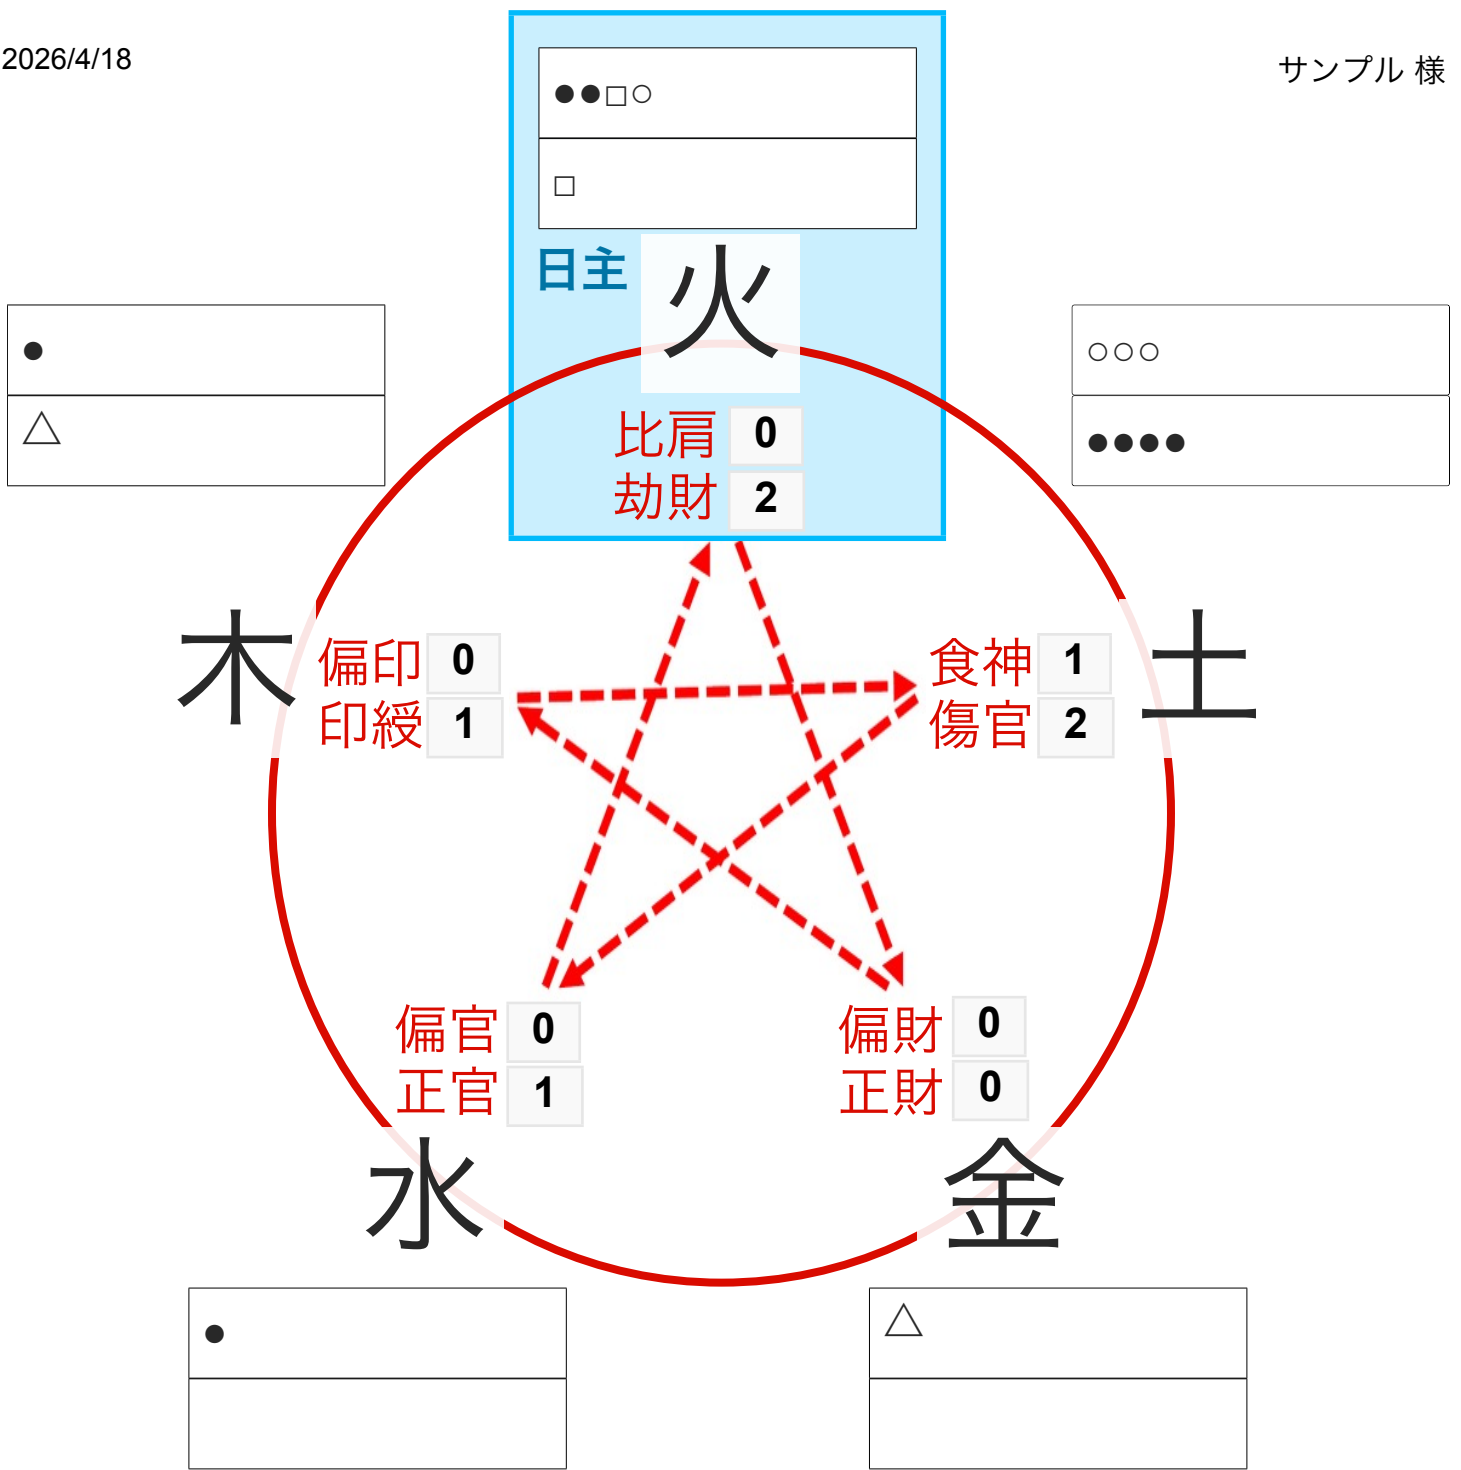 2026/4/18
サンプル 様
●●□○
□
日主
火
比肩 0
劫財 2
●
△
○○○
●●●●
木
偏印 0
印綬 1
食神 1
傷官 2
土
偏官 0
正官 1
偏財 0
正財 0
水
金
●
△